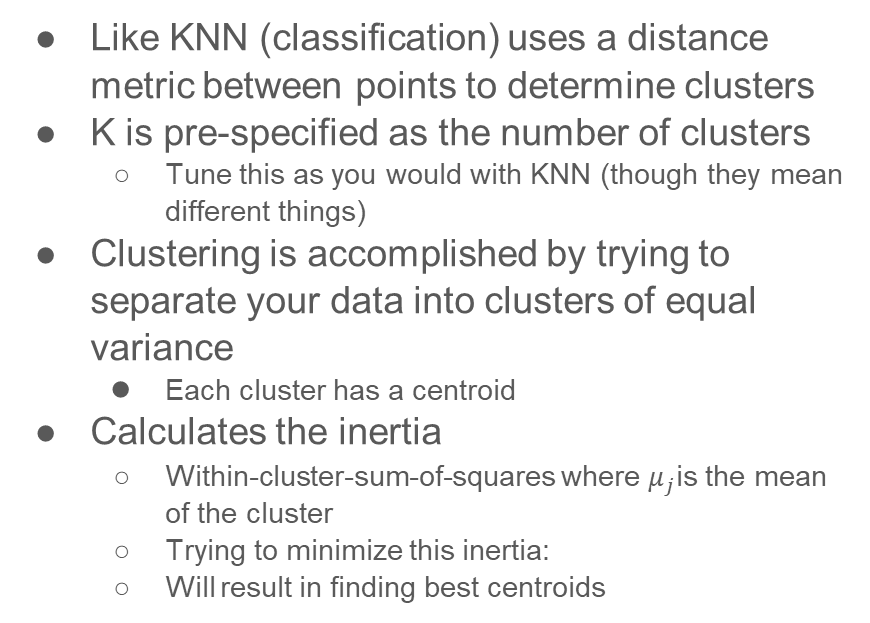 ● Like KNN (classification) uses a distance
metric between points to determine clusters
● K is pre-specified as the number of clusters
○ Tune this as you would with KNN (though they mean
different things)
● Clustering is accomplished by trying to
separate your data into clusters of equal
variance
● Each cluster has a centroid
● Calculates the inertia
○ Within-cluster-sum-of-squares where μⱼ is the mean
of the cluster
○ Trying to minimize this inertia:
○ Will result in finding best centroids